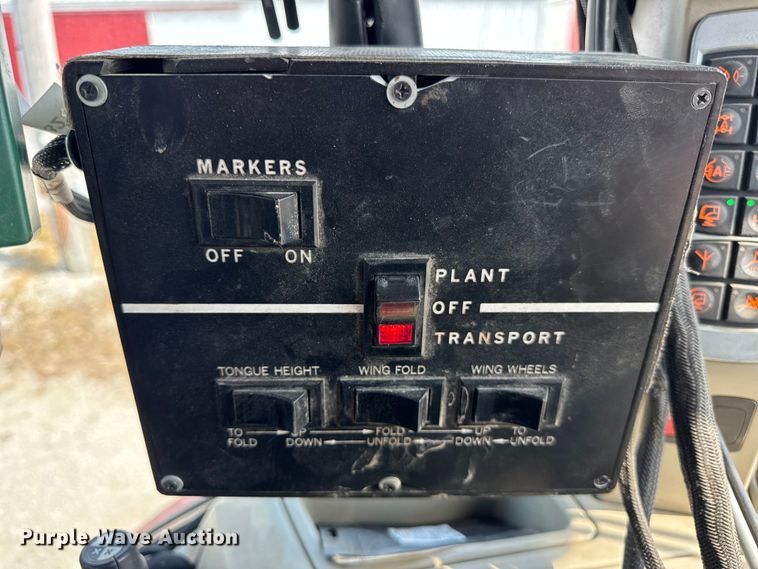 MARKERS
OFF ON
PLANT
OFF
TRANSPORT
TONGUE HEIGHT WING FOLD WING WHEELS
TO UP FOLD UP TO
FOLD DOWN UNFOLD DOWN UNFOLD
Purple Wave Auction